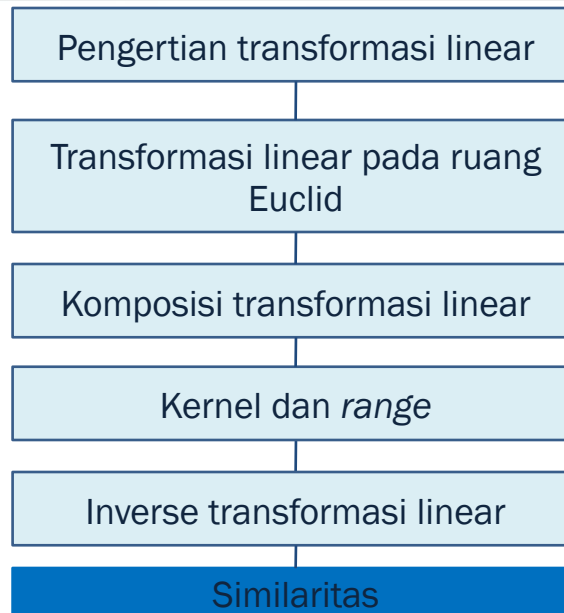 Pengertian transformasi linear
Transformasi linear pada ruang
Euclid
Komposisi transformasi linear
Kernel dan range
Inverse transformasi linear
Similaritas